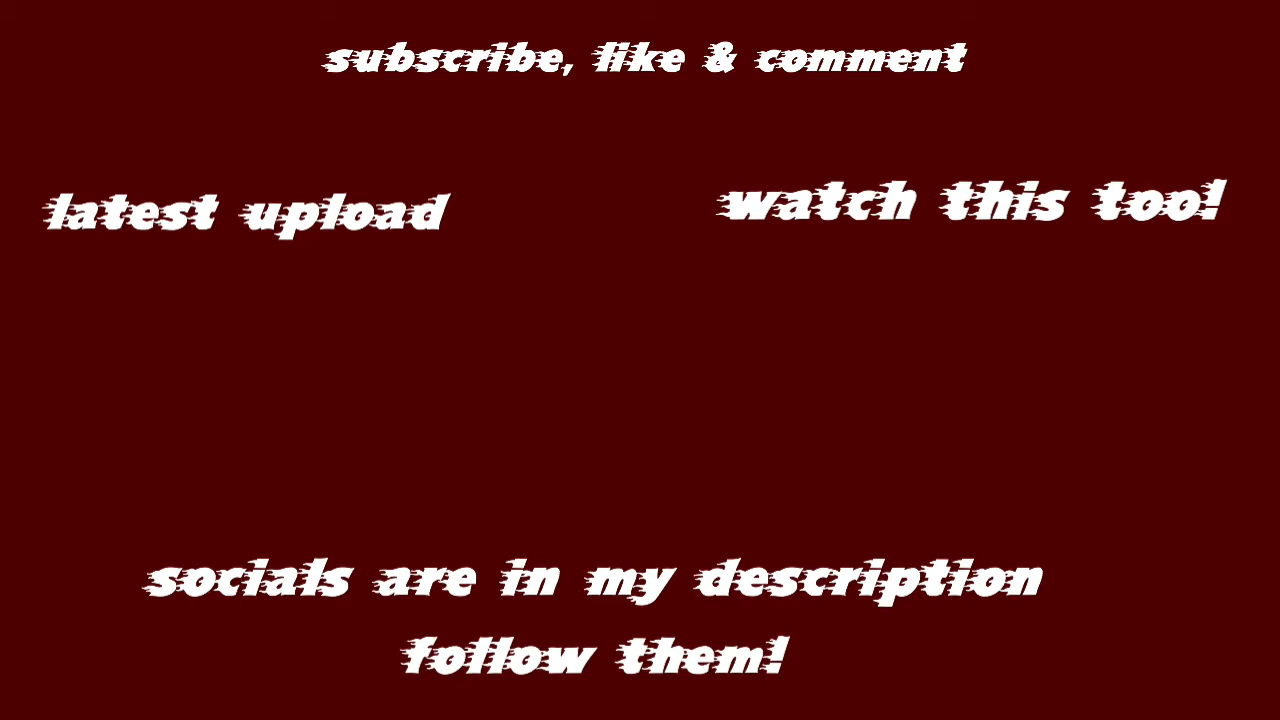 subscribe, like & comment
latest upload
watch this too!
socials are in my description
follow them!